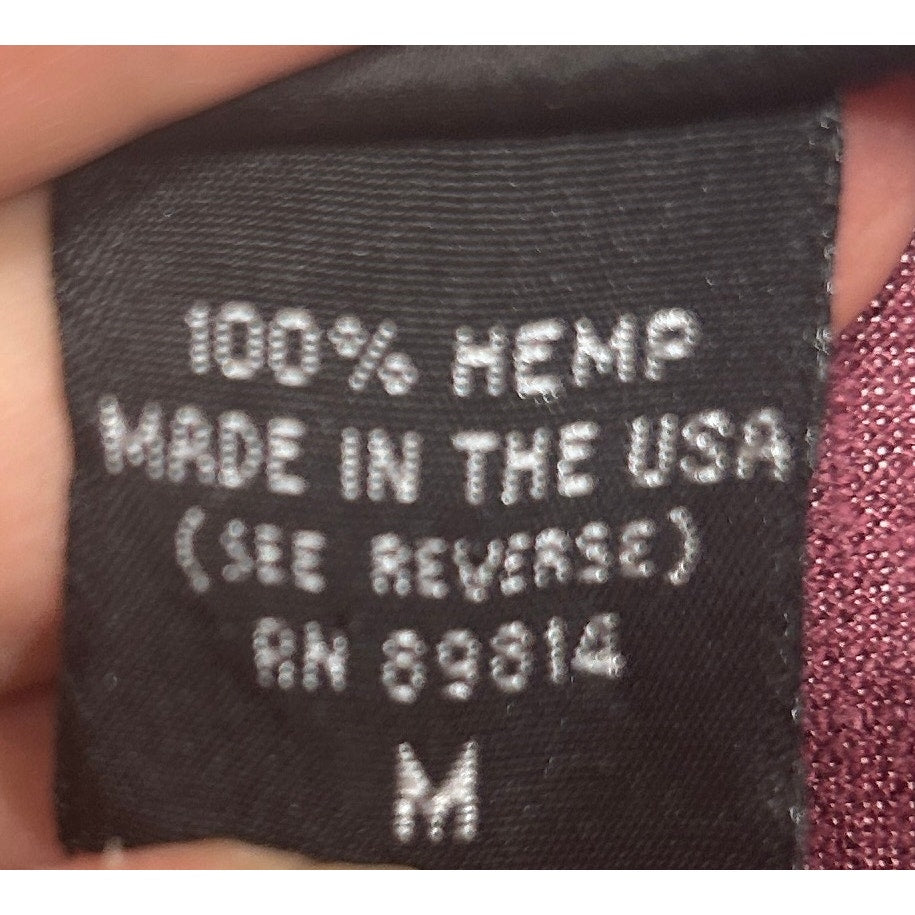 100% HEMP
MADE IN THE USA
(SEE REVERSE)
RN 89814
M